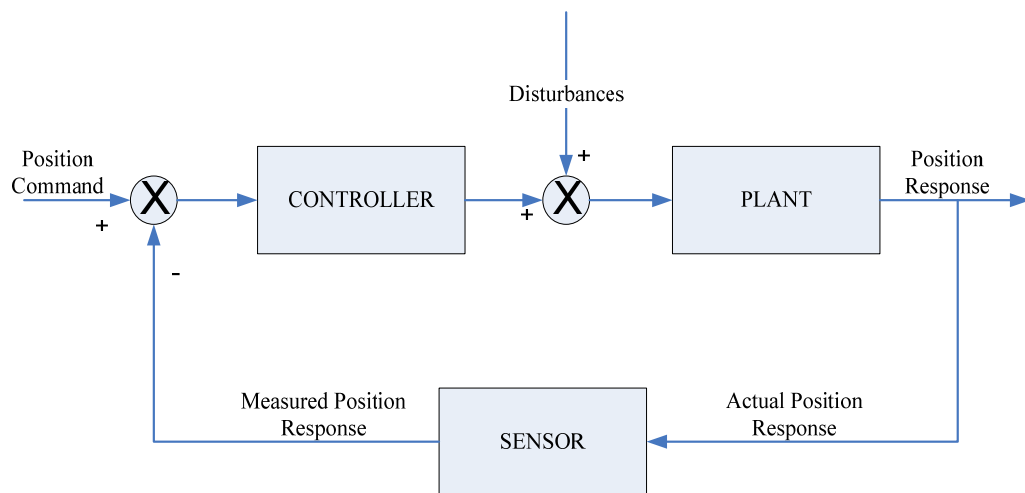 Disturbances
+
Position
Command
+
X
CONTROLLER
+
X
PLANT
Position
Response
-
Measured Position
Response
SENSOR
Actual Position
Response